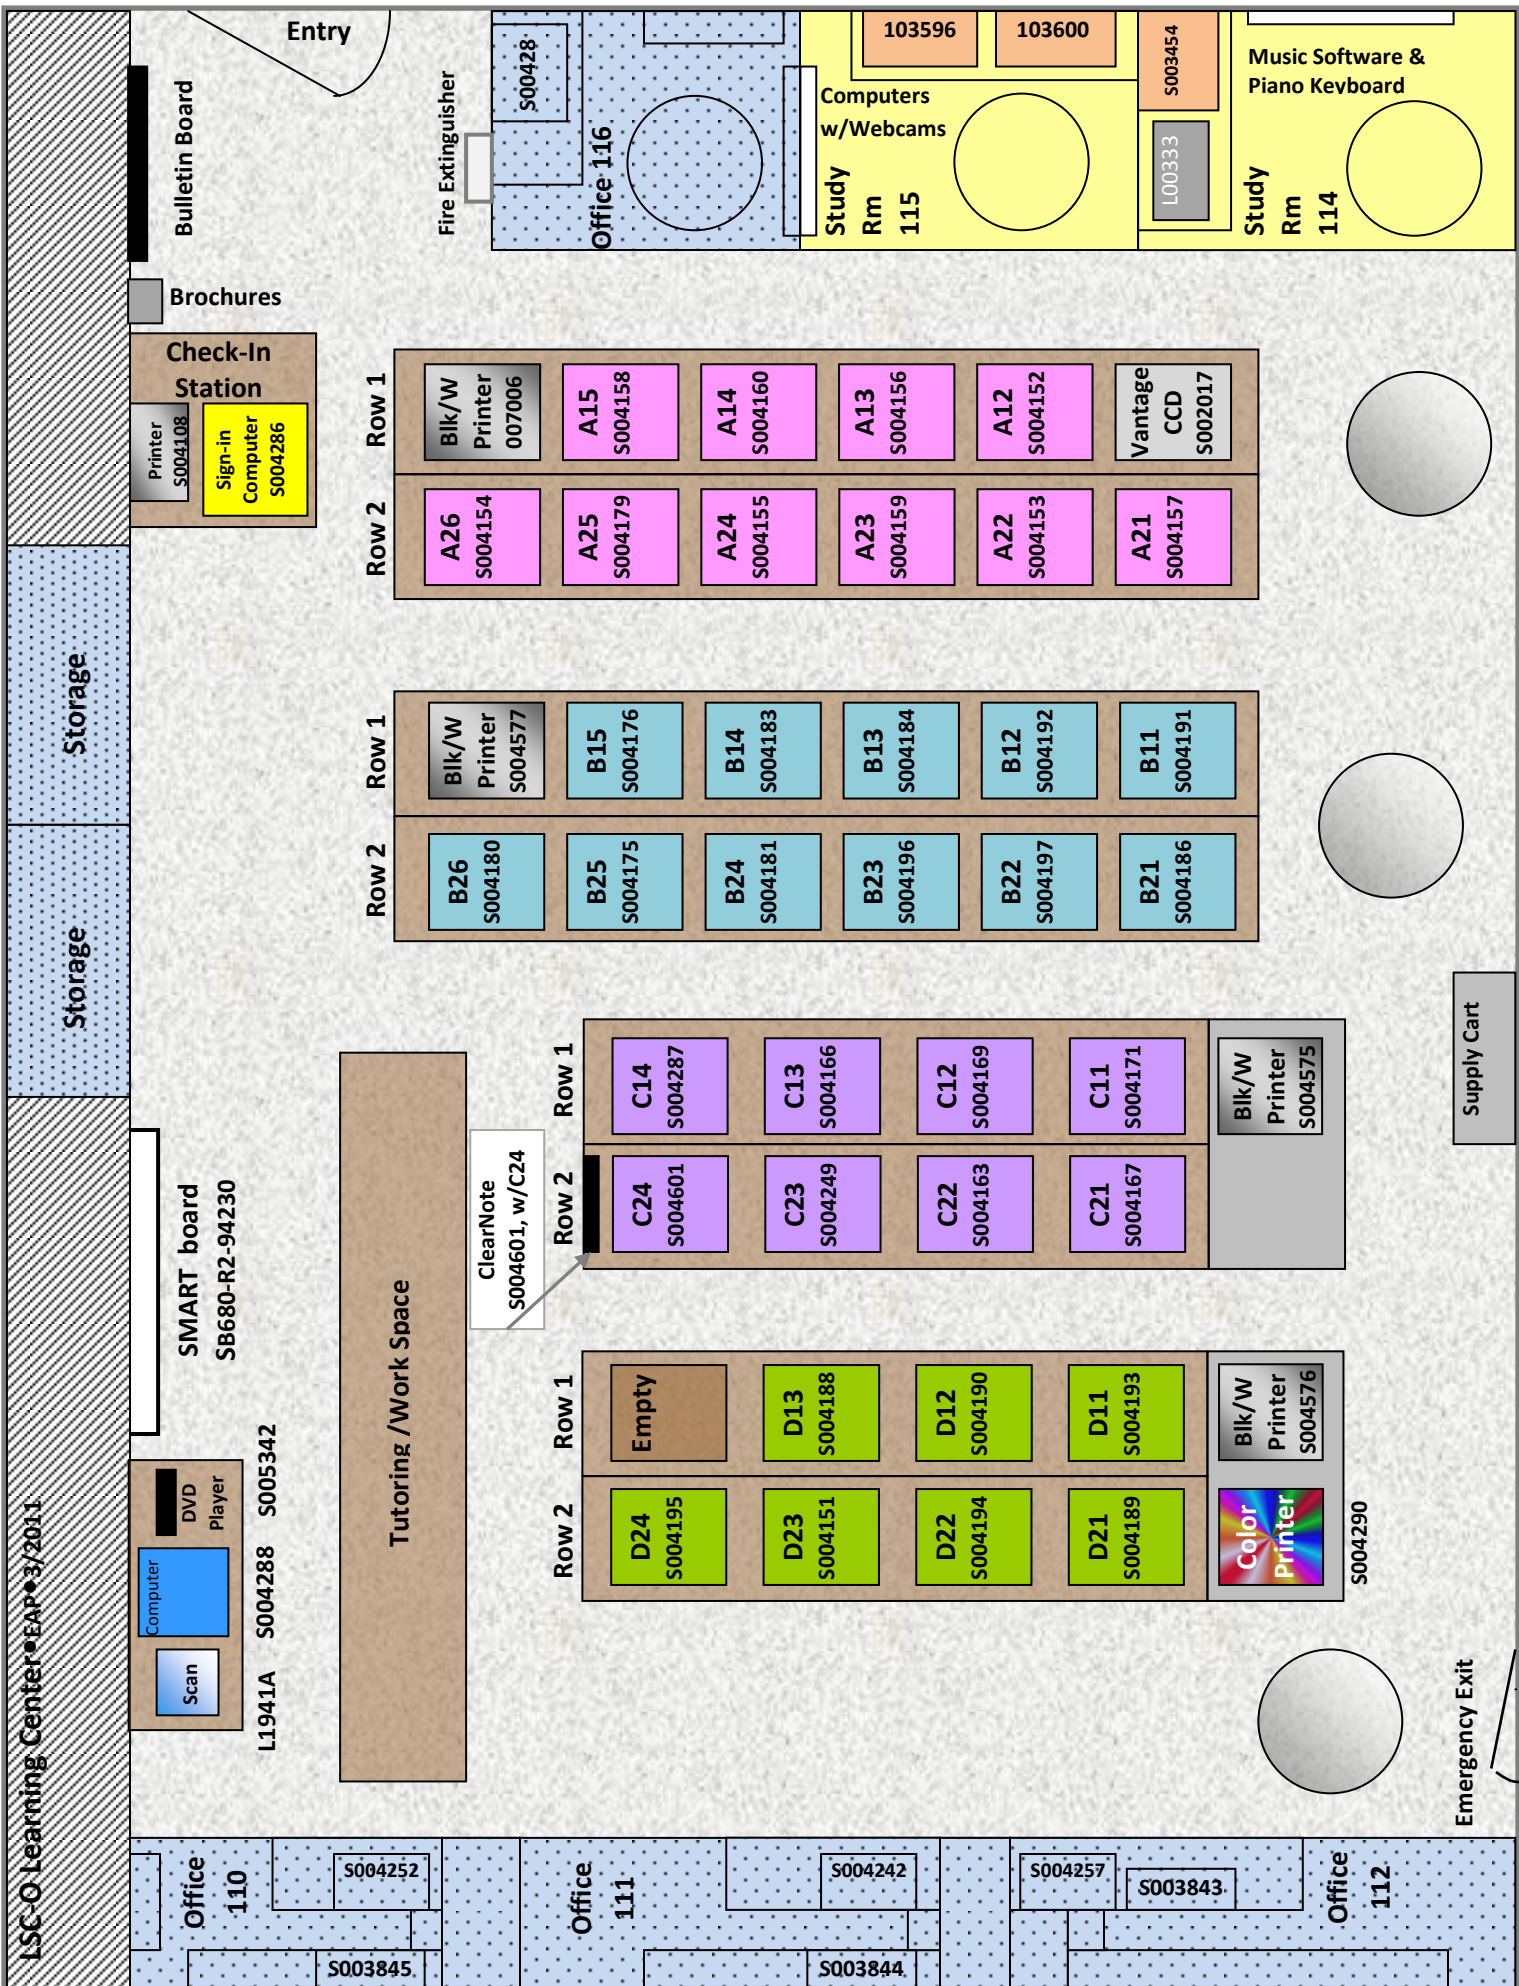 LSC-O Learning Center●EAP●3/2011
Entry
Bulletin Board
Brochures
Fire Extinguisher
S00428
Office 116
103596
103600
Computers
w/Webcams
Study
Rm
115
S003454
L00333
Music Software &
Piano Keyboard
Study
Rm
114
Check-In
Station
Printer
S004108
Sign-in
Computer
S004286
Storage
Storage
Row 1
Blk/W
Printer
007006
A15
S004158
A14
S004160
A13
S004156
A12
S004152
Vantage
CCD
S002017
Row 2
A26
S004154
A25
S004179
A24
S004155
A23
S004159
A22
S004153
A21
S004157
Row 1
Blk/W
Printer
S004577
B15
S004176
B14
S004183
B13
S004184
B12
S004192
B11
S004191
Row 2
B26
S004180
B25
S004175
B24
S004181
B23
S004196
B22
S004197
B21
S004186
SMART board
SB680-R2-94230
Tutoring /Work Space
ClearNote
S004601, w/C24
Row 1
C14
S004287
C13
S004166
C12
S004169
C11
S004171
Blk/W
Printer
S004575
Row 2
C24
S004601
C23
S004249
C22
S004163
C21
S004167
Supply Cart
Row 1
Empty
D13
S004188
D12
S004190
D11
S004193
Blk/W
Printer
S004576
Row 2
D24
S004195
D23
S004151
D22
S004194
D21
S004189
Color
Printer
S004290
DVD
Player
S005342
Computer
S004288
Scan
L1941A
Emergency Exit
Office
110
S004252
S003845
Office
111
S004242
S003844
S004257
S003843
Office
112